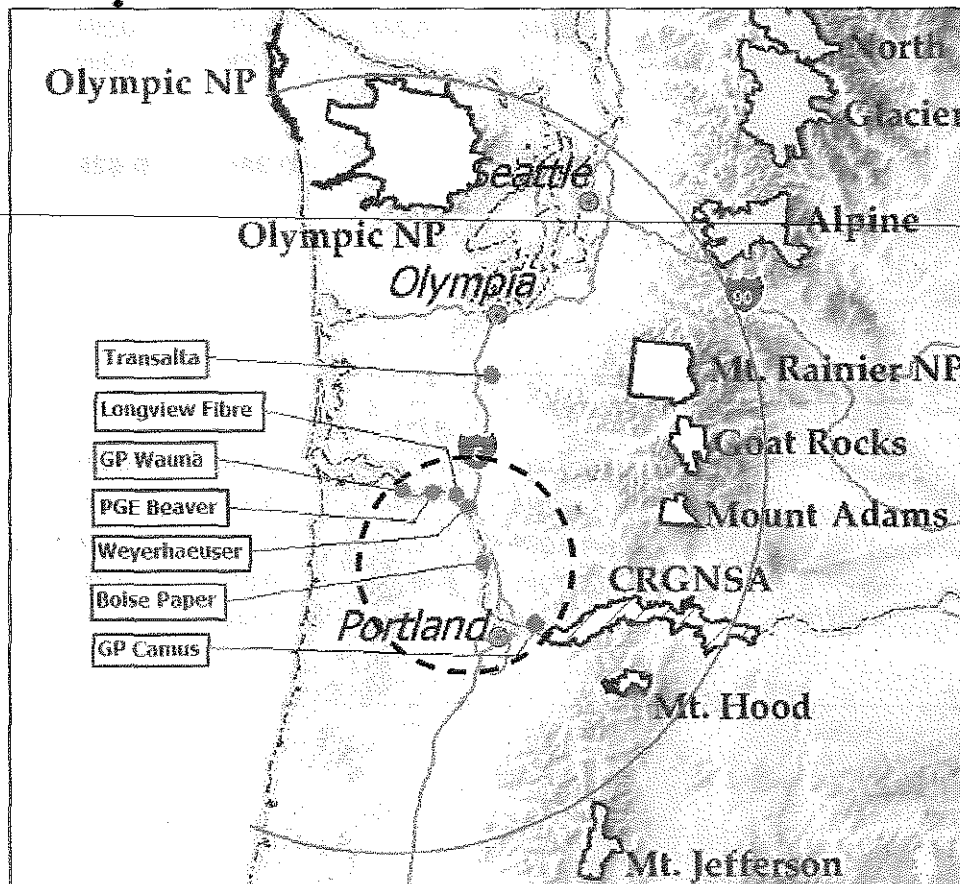 Olympic NP
North
Glacier
Seattle
Olympic NP
Alpine
Olympia
90
Transalta
Mt. Rainier NP
Longview Fibre
Goat Rocks
GP Wauna
PGE Beaver
Mount Adams
Weyerhaeuser
CRGNSA
Boise Paper
Portland
GP Camus
Mt. Hood
Mt. Jefferson